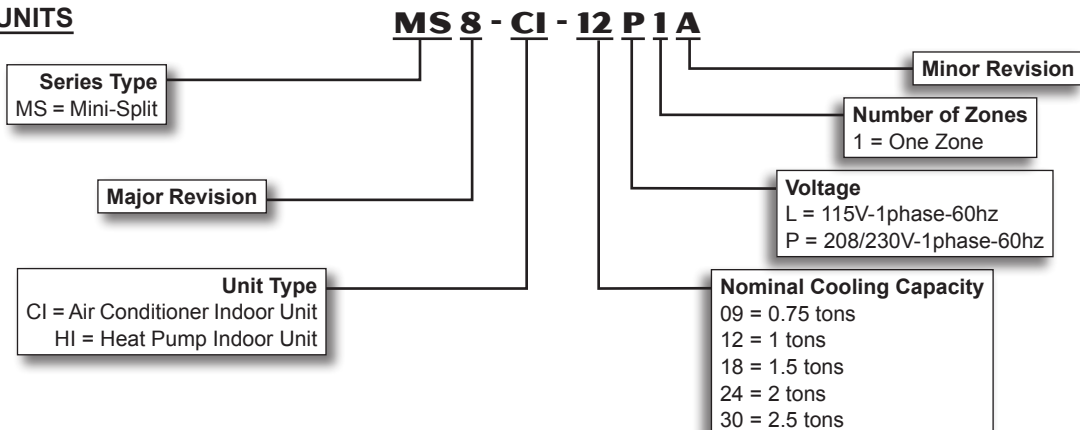 UNITS
MS 8 - CI - 12 P 1 A
Series Type
MS = Mini-Split
Major Revision
Unit Type
CI = Air Conditioner Indoor Unit
HI = Heat Pump Indoor Unit
Minor Revision
Number of Zones
1 = One Zone
Voltage
L = 115V-1phase-60hz
P = 208/230V-1phase-60hz
Nominal Cooling Capacity
09 = 0.75 tons
12 = 1 tons
18 = 1.5 tons
24 = 2 tons
30 = 2.5 tons